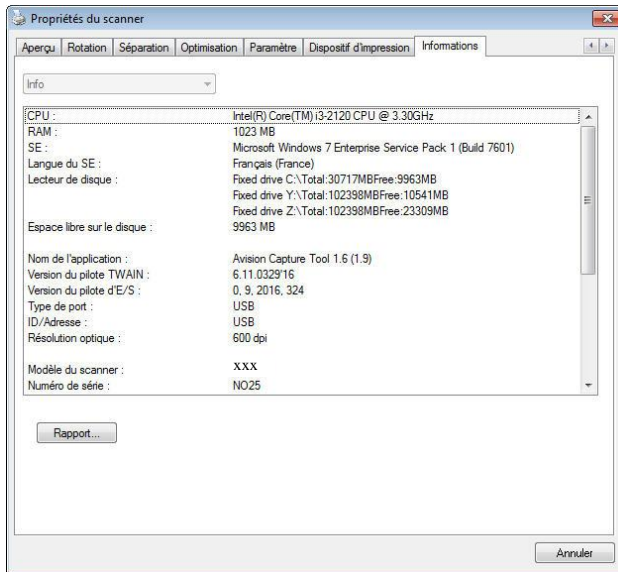 Propriétés du scanner
Aperçu Rotation Séparation Optimisation Paramètre Dispositif d'impression Informations
Info
CPU : Intel(R) Core(TM) i3-2120 CPU @ 3.30GHz
RAM : 1023 MB
SE : Microsoft Windows 7 Enterprise Service Pack 1 (Build 7601)
Langue du SE : Français (France)
Lecteur de disque : Fixed drive C:\Total:30717MBFree:9963MB
Fixed drive Y:\Total:102398MBFree:10541MB
Fixed drive Z:\Total:102398MBFree:23309MB
Espace libre sur le disque : 9963 MB
Nom de l'application : Avision Capture Tool 1.6 (1.9)
Version du pilote TWAIN : 6.11.0329'16
Version du pilote d'E/S : 0, 9, 2016, 324
Type de port : USB
ID/Adresse : USB
Résolution optique : 600 dpi
Modèle du scanner : XXX
Numéro de série : NO25
Rapport...
Annuler